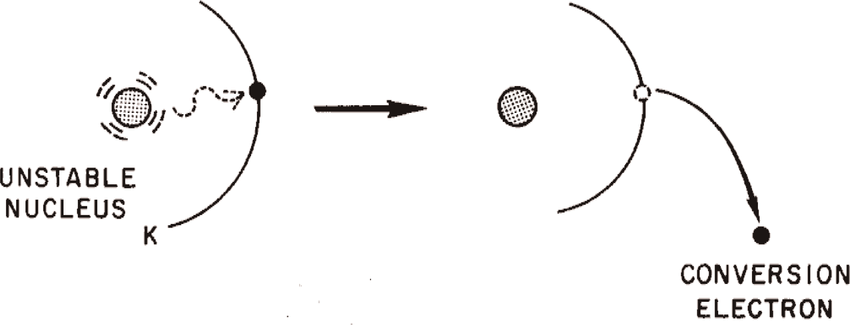 UNSTABLE
NUCLEUS
K
CONVERSION
ELECTRON